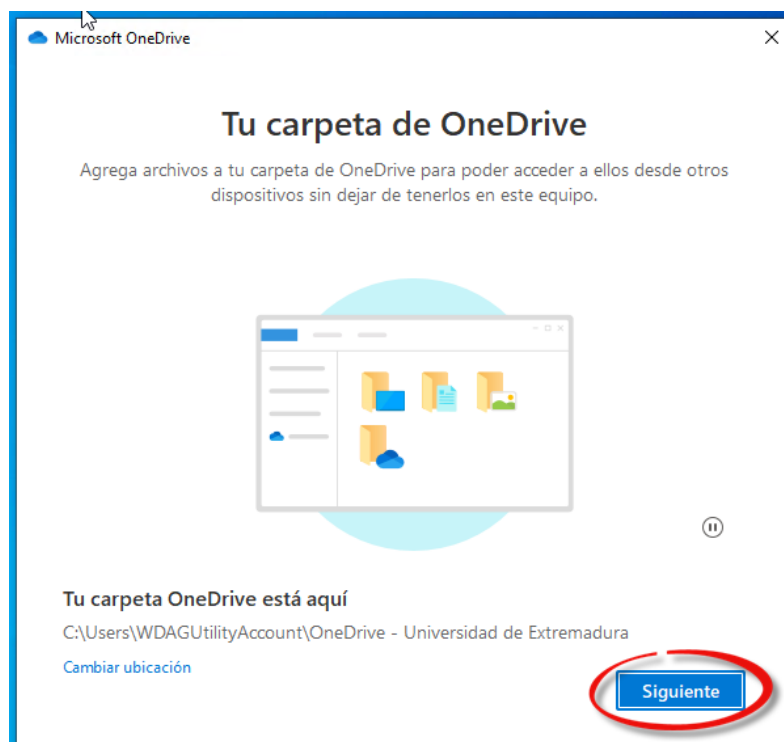 Microsoft OneDrive
Tu carpeta de OneDrive
Agrega archivos a tu carpeta de OneDrive para poder acceder a ellos desde otros
dispositivos sin dejar de tenerlos en este equipo.
Tu carpeta OneDrive está aquí
C:\Users\WDAGUtilityAccount\OneDrive - Universidad de Extremadura
Cambiar ubicación
Siguiente